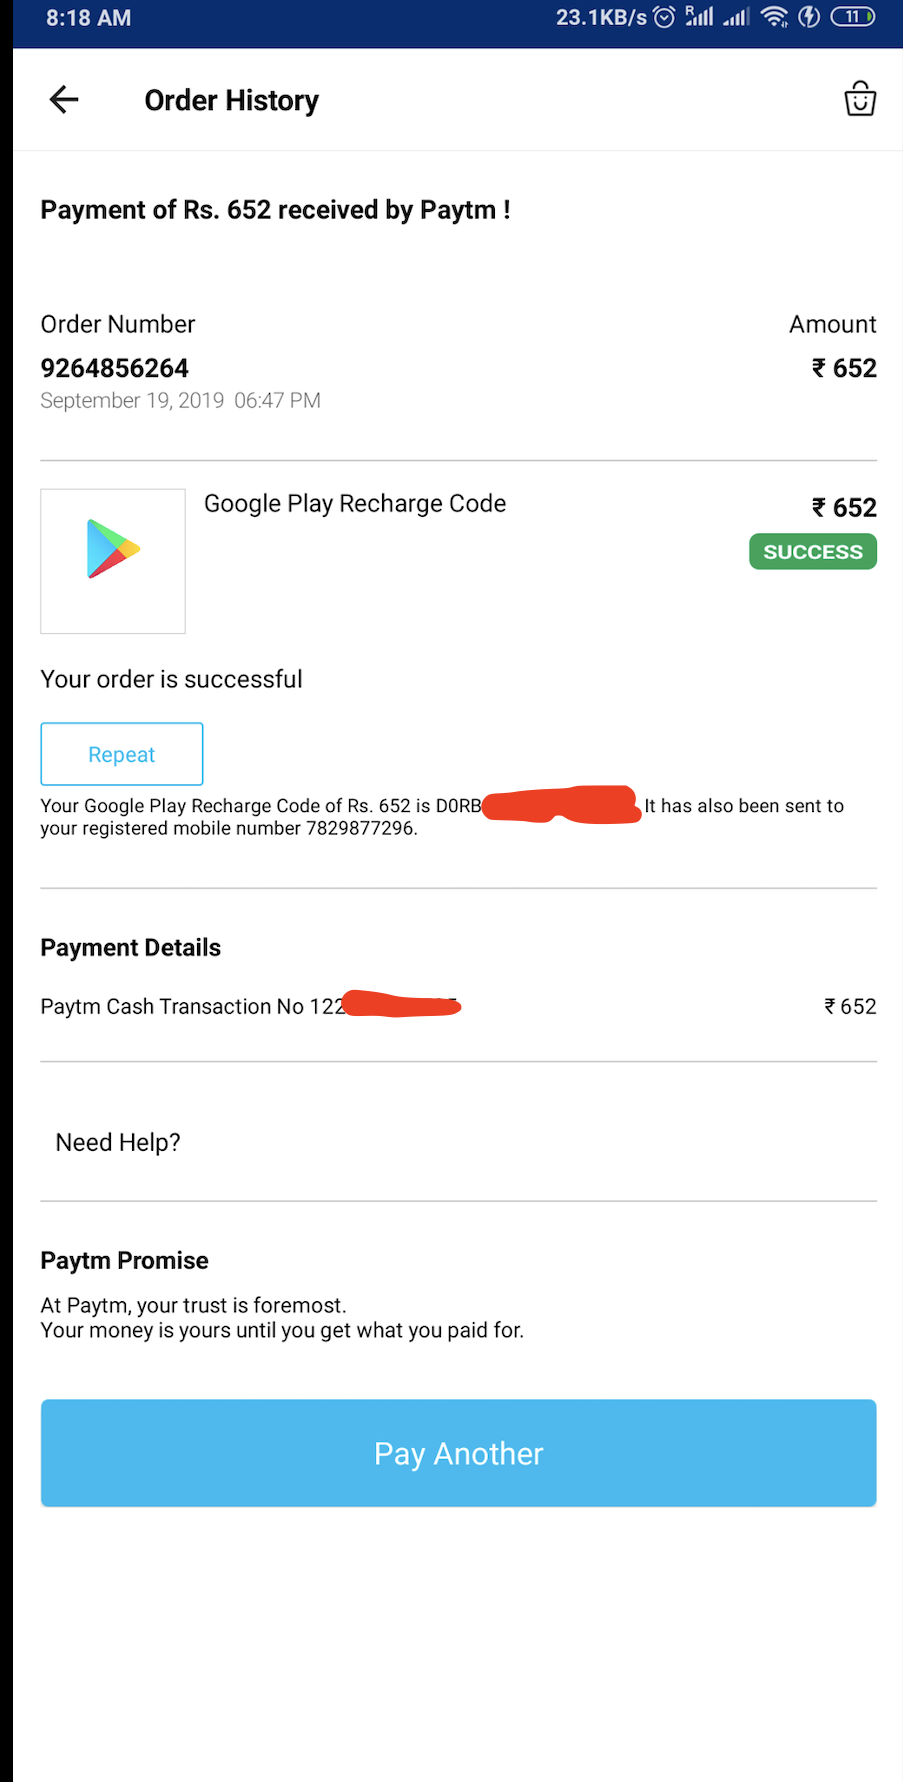 8:18 AM 23.1KB/s R 11
Order History
Payment of Rs. 652 received by Paytm !
Order Number Amount
9264856264 ₹ 652
September 19, 2019 06:47 PM
Google Play Recharge Code ₹ 652
SUCCESS
Your order is successful
Repeat
Your Google Play Recharge Code of Rs. 652 is D0RB It has also been sent to
your registered mobile number 7829877296.
Payment Details
Paytm Cash Transaction No 122 ₹ 652
Need Help?
Paytm Promise
At Paytm, your trust is foremost.
Your money is yours until you get what you paid for.
Pay Another